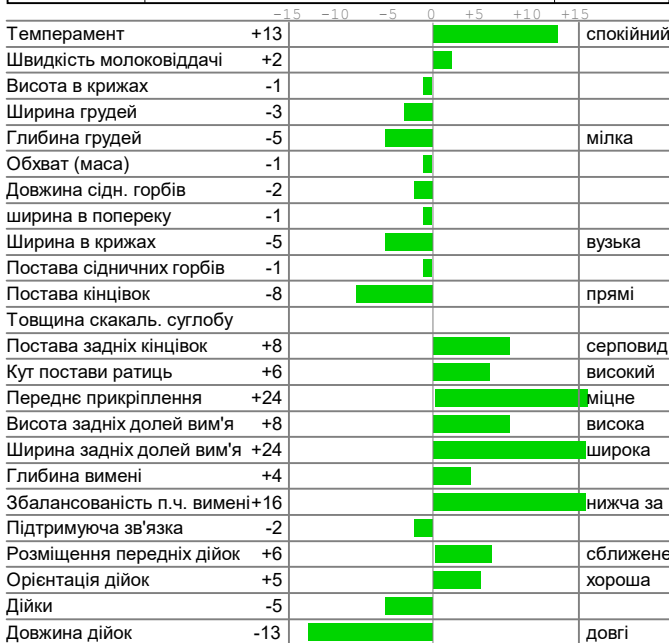 -15 -10 -5 0 +5 +10 +15
Темперамент +13 спокійний
Швидкість молоковіддачі +2
Висота в крижах -1
Ширина грудей -3
Глибина грудей -5 мілка
Обхват (маса) -1
Довжина сідн. горбів -2
ширина в попереку -1
Ширина в крижах -5 вузька
Постава сідничних горбів -1
Постава кінцівок -8 прямі
Товщина скакаль. суглобу
Постава задніх кінцівок +8 серповид
Кут постави ратиць +6 високий
Переднє прикріплення +24 міцне
Висота задніх долей вим'я +8 висока
Ширина задніх долей вим'я +24 широка
Глибина вимені +4
Збалансованість п.ч. вимені+16 нижча за
Підтримуюча зв'язка -2
Розміщення передніх дійок +6 сближене
Орієнтація дійок +5 хороша
Дійки -5
Довжина дійок -13 довгі